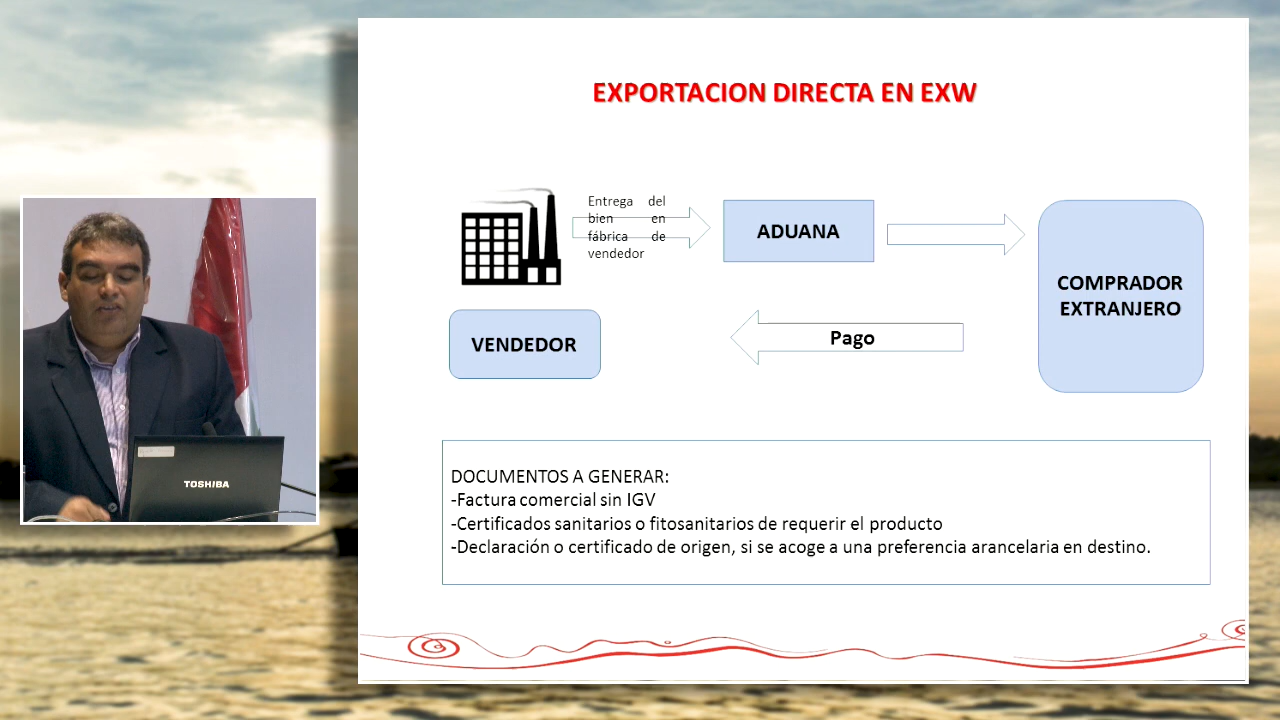 EXPORTACION DIRECTA EN EXW
Entrega del
bien en
fábrica de
vendedor
ADUANA
COMPRADOR
EXTRANJERO
VENDEDOR
Pago
DOCUMENTOS A GENERAR:
-Factura comercial sin IGV
-Certificados sanitarios o fitosanitarios de requerir el producto
-Declaración o certificado de origen, si se acoge a una preferencia arancelaria en destino.
TOSHIBA